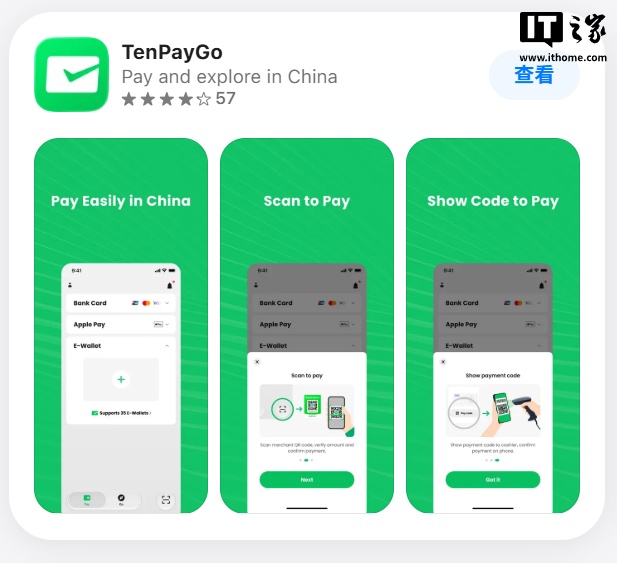 IT之家
www.ithome.com
TenPayGo
Pay and explore in China
57
查看
Pay Easily in China
9:41
Bank Card
Apple Pay
E-Wallet
Supports 35 E-Wallets
Pay
Go
Scan to Pay
9:41
Bank Card
Apple Pay
E-Wallet
Scan to pay
Scan merchant QR code, verify amount and
confirm payment.
Next
Show Code to Pay
9:41
Bank Card
Apple Pay
E-Wallet
Show payment code
Pay code
Show payment code to cashier, confirm
payment on phone.
Got it